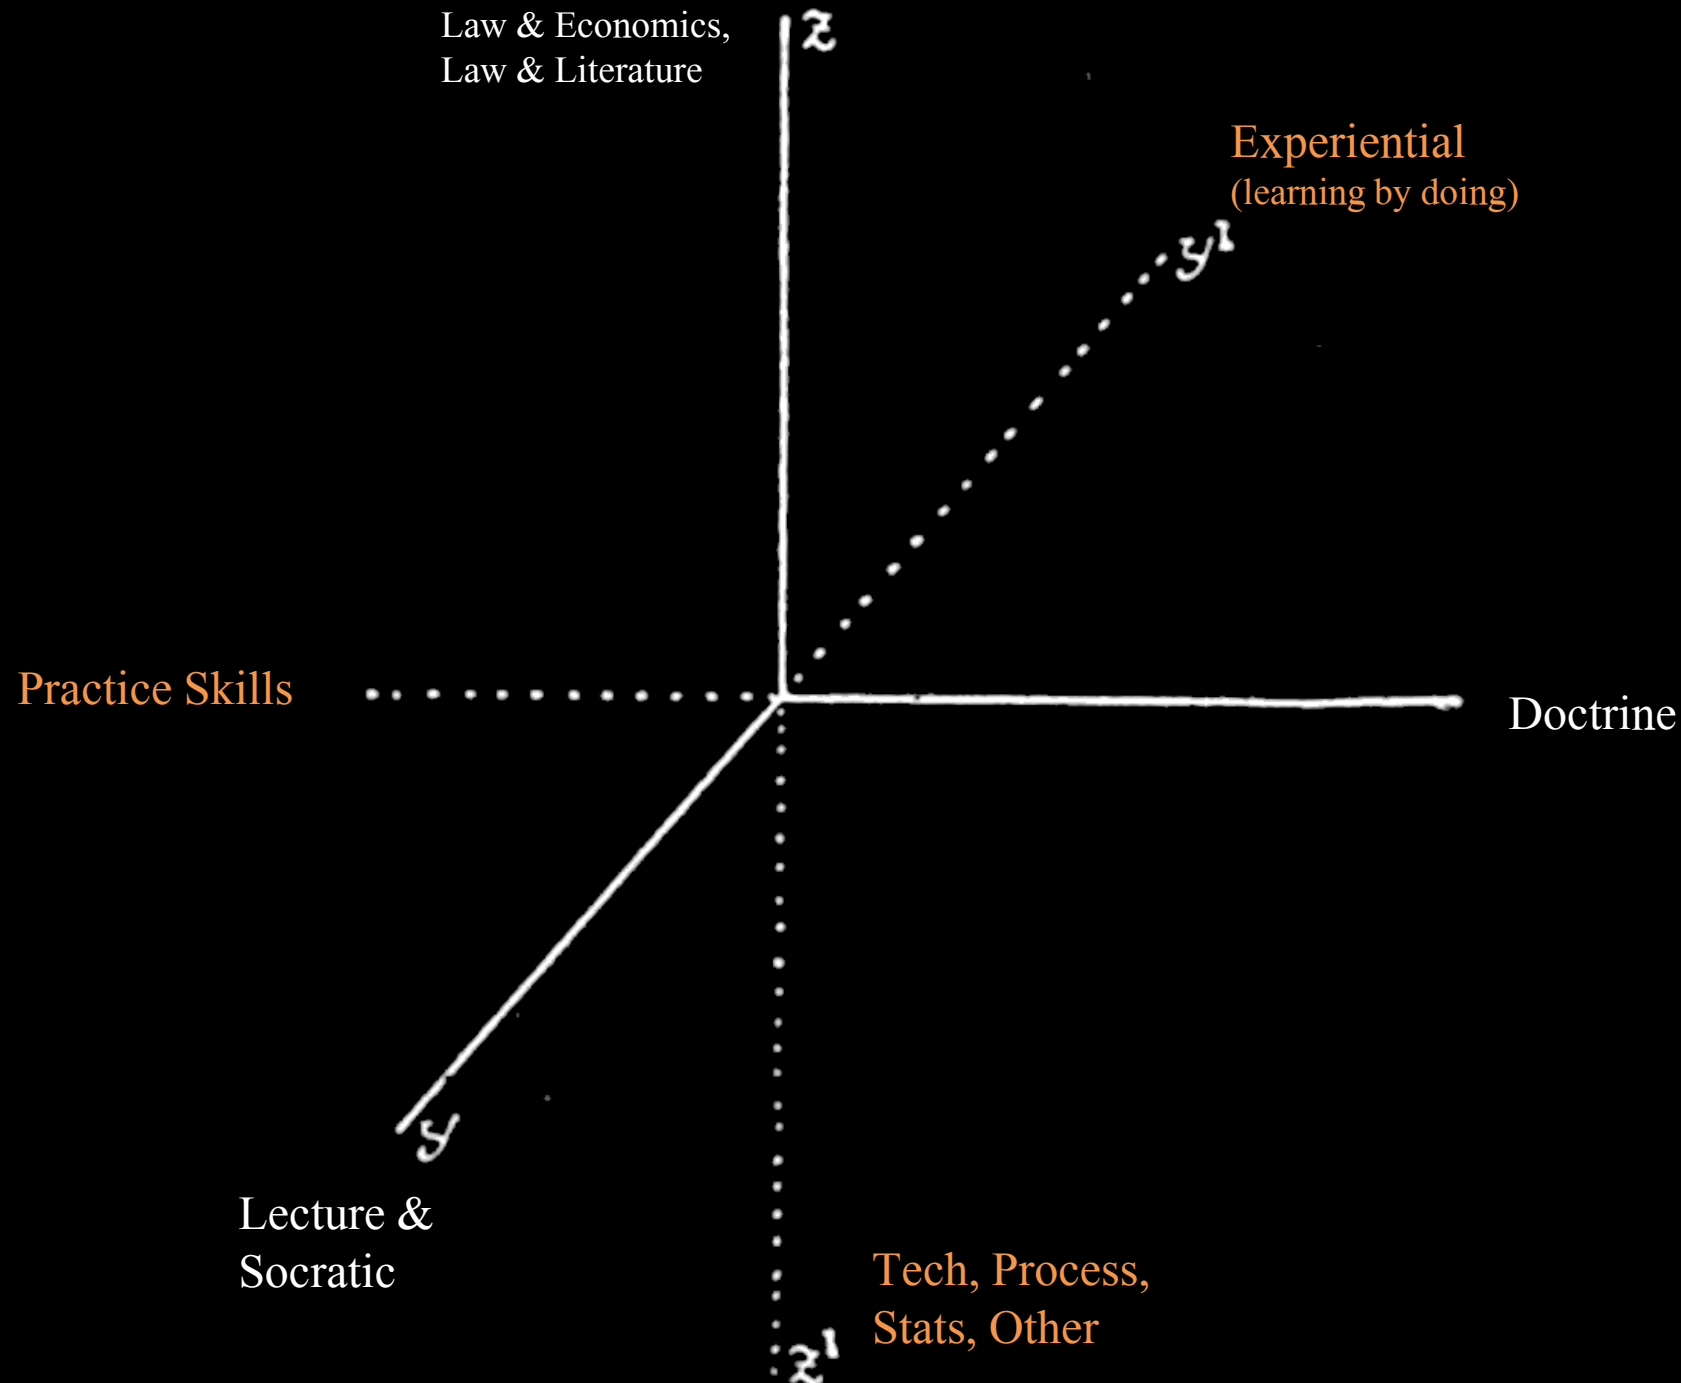 Law & Economics,
Law & Literature
z
Experiential
(learning by doing)
y¹
Practice Skills
Doctrine
y
Lecture &
Socratic
Tech, Process,
Stats, Other
z¹